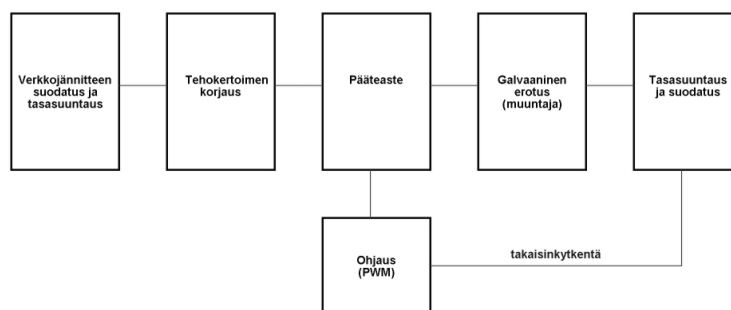 Verkkojännitteen
suodatus ja
tasasuuntaus
Tehokertoimen
korjaus
Pääteaste
Galvaaninen
erotus
(muuntaja)
Tasasuuntaus
ja suodatus
Ohjaus
(PWM)
takaisinkytkentä